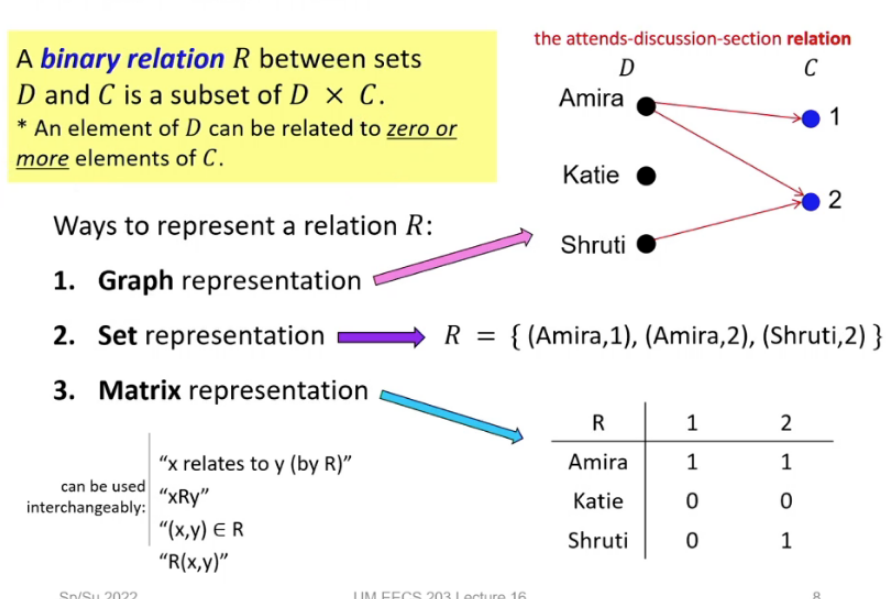 A binary relation R between sets
D and C is a subset of D × C.
* An element of D can be related to zero or
more elements of C.
the attends-discussion-section relation
D C
Amira 1
Katie
2
Shruti
Ways to represent a relation R:
1. Graph representation
2. Set representation
R = { (Amira,1), (Amira,2), (Shruti,2) }
3. Matrix representation
R 1 2
Amira 1 1
Katie 0 0
Shruti 0 1
can be used
interchangeably:
“x relates to y (by R)”
“xRy”
“(x,y) ∈ R
“R(x,y)”
Sp/Su 2022
UM EECS 203 Lecture 16
8